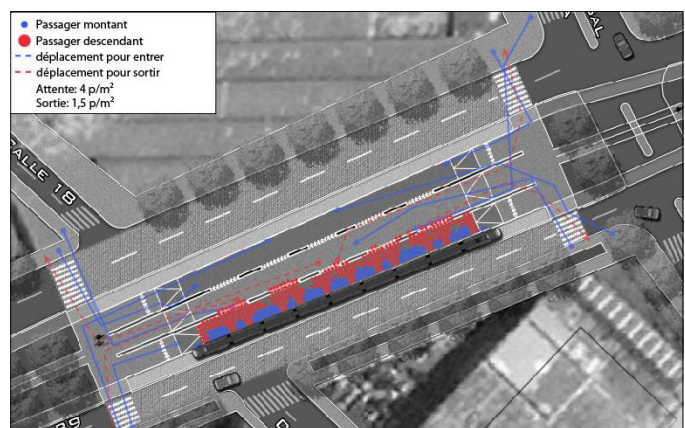 Passager montant
Passager descendant
déplacement pour entrer
déplacement pour sortir
Attente: 4 p/m²
Sortie: 1,5 p/m²
CALLE 18